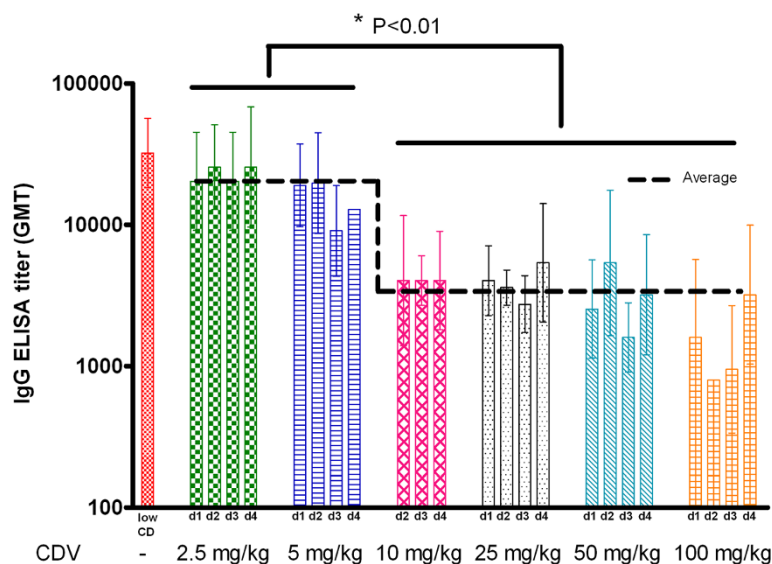 * P<0.01
100000
Average
10000
1000
100
IgG ELISA titer (GMT)
low CD d1 d2 d3 d4 d1 d2 d3 d4 d2 d3 d4 d1 d2 d3 d4 d1 d2 d3 d4 d1 d2 d3 d4
CDV - 2.5 mg/kg 5 mg/kg 10 mg/kg 25 mg/kg 50 mg/kg 100 mg/kg